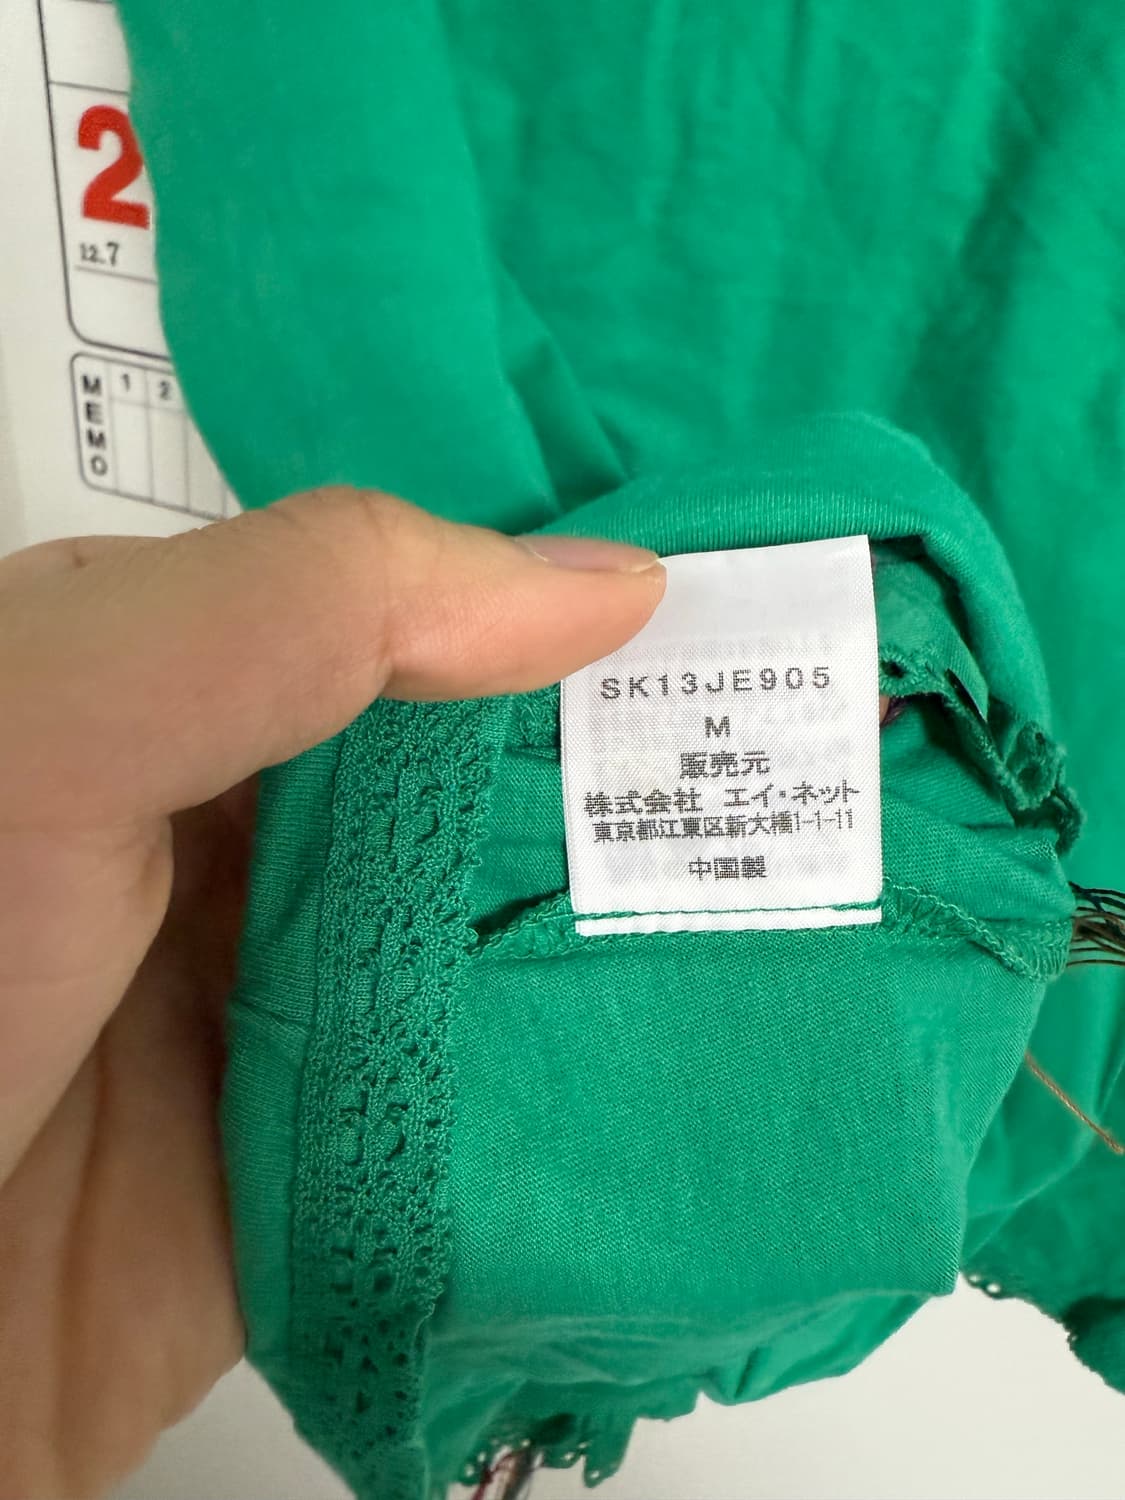 2
12.7
MEMO
1 2
SK13JE905
M
販売元
株式会社 エイ・ネット
東京都江東区新大橋1-1-11
中国製